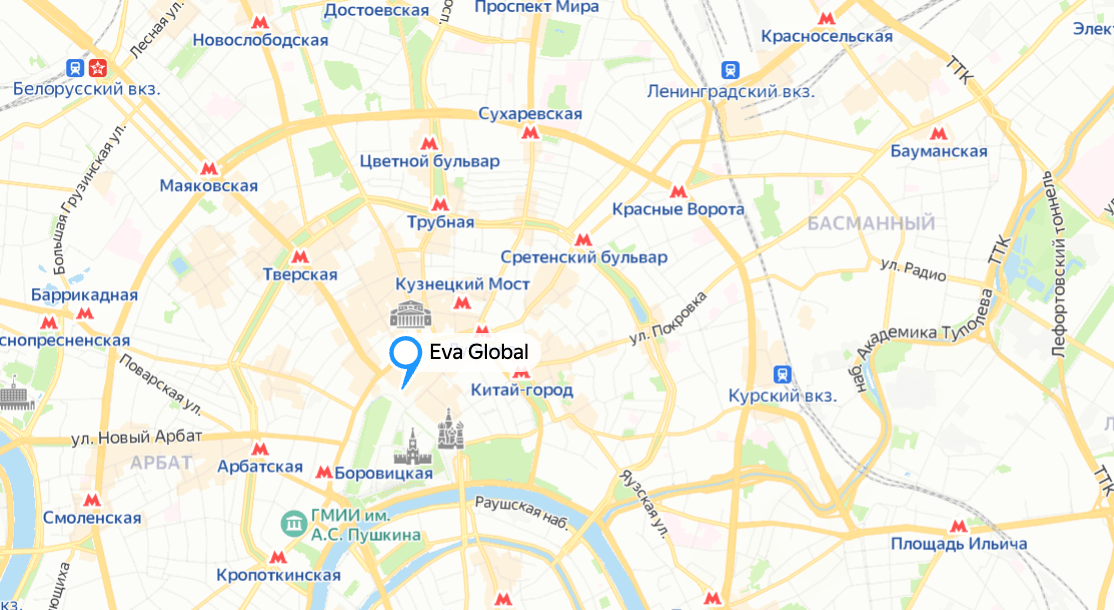 Достоевская
Проспект Мира
Лесная ул.
Новослободская
Красносельская
ТТК
Белорусский вкз.
Ленинградский вкз.
Сухаревская
Цветной бульвар
Бауманская
Маяковская
Большая Грузинская ул.
Трубная
Красные Ворота
БАСМАННЫЙ
Лефортовский тоннель
Тверская
Сретенский бульвар
ТТК
ул. Радио
Кузнецкий Мост
Баррикадная
ул. Покровка
Академика Туполева
наб
Eva Global
Поварская ул.
Китай-город
Курский вкз.
ул. Новый Арбат
АРБАТ
Арбатская
Боровицкая
Смоленская
ГМИИ им.
А.С. Пушкина
Раушская наб.
Яузская ул.
ТТК
Площадь Ильича
Кропоткинская